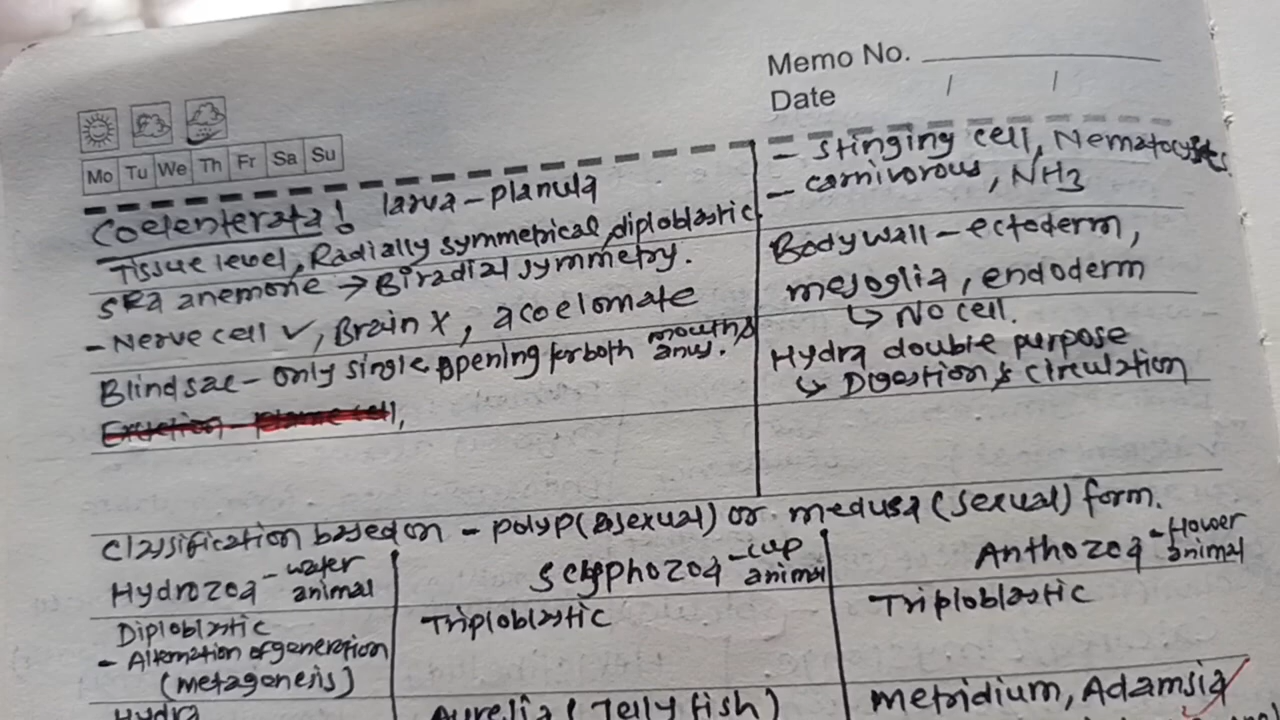 Memo No.
Date / /
Mo Tu We Th Fr Sa Su
Coelenterata! larva - planula
Tissue level, Radially symmetrical, diploblastic
sea anemone → Biradial symmetry.
- Nerve cell ✓, Brain X, acoelomate
Blind sac - only single opening for both mouth &
anus.
- stinging cell, Nematocysts.
- carnivorous, NH3
Body wall - ectoderm,
mesoglia, endoderm
↳ No cell.
Hydra double purpose
↳ Digestion & circulation
Classification based on - polyp (asexual) or medusa (sexual) form.
Hydrozoa - water
animal
Diploblastic
- Alternation of generation
(metagenesis)
Hydra
Scyphozoa - cup
animal
Triploblastic
Aurelia (Jelly fish)
Anthozoa - flower
animal
Triploblastic
Metridium, Adamsia